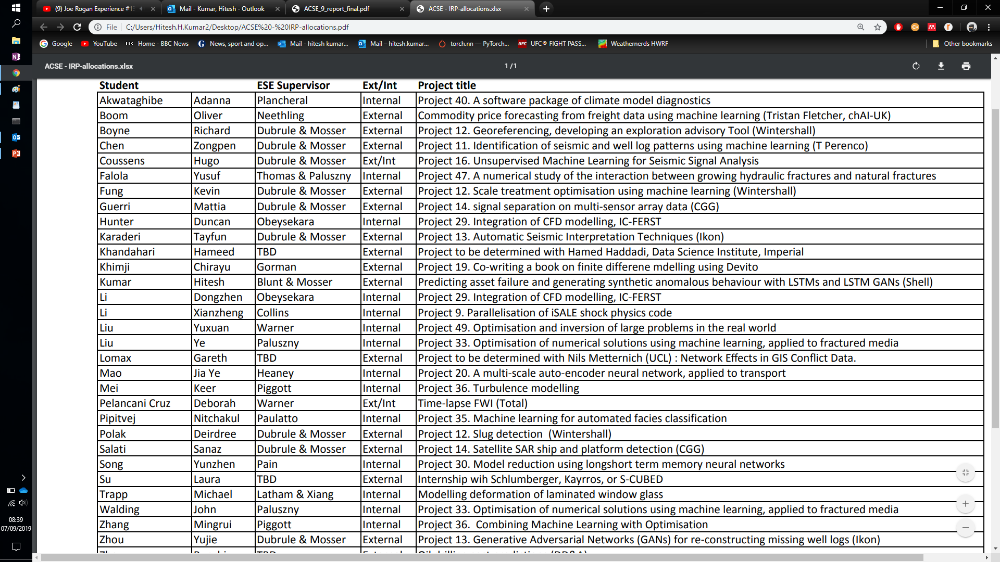 (9) Joe Rogan Experience #1
Mail - Kumar, Hitesh - Outlook
ACSE_9_report_final.pdf
ACSE - IRP-allocations.xlsx
File C:/Users/Hitesh.H.Kumar2/Desktop/ACSE%20-%20IRP-allocations.pdf
Google YouTube BBC Home - BBC News News, sport and op... Mail - hitesh kumar... Mail – hitesh.kumar... torch.nn — PyTorch... UFC UFC® FIGHT PASS... Weathernerds HWRF Other bookmarks
ACSE - IRP-allocations.xlsx 1 / 1
Student ESE Supervisor Ext/Int Project title
Akwataghibe Adanna Plancheral Internal Project 40. A software package of climate model diagnostics
Boom Oliver Neethling External Commodity price forecasting from freight data using machine learning (Tristan Fletcher, chAI-UK)
Boyne Richard Dubrule & Mosser External Project 12. Georeferencing, developing an exploration advisory Tool (Wintershall)
Chen Zongpen Dubrule & Mosser External Project 11. Identification of seismic and well log patterns using machine learning (T Perenco)
Coussens Hugo Dubrule & Mosser Ext/Int Project 16. Unsupervised Machine Learning for Seismic Signal Analysis
Falola Yusuf Thomas & Paluszny Internal Project 47. A numerical study of the interaction between growing hydraulic fractures and natural fractures
Fung Kevin Dubrule & Mosser External Project 12. Scale treatment optimisation using machine learning (Wintershall)
Guerri Mattia Dubrule & Mosser External Project 14. signal separation on multi-sensor array data (CGG)
Hunter Duncan Obeysekara Internal Project 29. Integration of CFD modelling, IC-FERST
Karaderi Tayfun Dubrule & Mosser External Project 13. Automatic Seismic Interpretation Techniques (Ikon)
Khandahari Hameed TBD External Project to be determined with Hamed Haddadi, Data Science Institute, Imperial
Khimji Chirayu Gorman External Project 19. Co-writing a book on finite differene mdelling using Devito
Kumar Hitesh Blunt & Mosser External Predicting asset failure and generating synthetic anomalous behaviour with LSTMs and LSTM GANs (Shell)
Li Dongzhen Obeysekara Internal Project 29. Integration of CFD modelling, IC-FERST
Li Xianzheng Collins Internal Project 9. Parallelisation of iSALE shock physics code
Liu Yuxuan Warner Internal Project 49. Optimisation and inversion of large problems in the real world
Liu Ye Paluszny Internal Project 33. Optimisation of numerical solutions using machine learning, applied to fractured media
Lomax Gareth TBD External Project to be determined with Nils Metternich (UCL) : Network Effects in GIS Conflict Data.
Mao Jia Ye Heaney Internal Project 20. A multi-scale auto-encoder neural network, applied to transport
Mei Keer Piggott Internal Project 36. Turbulence modelling
Pelancani Cruz Deborah Warner Ext/Int Time-lapse FWI (Total)
Pipitvej Nitchakul Paulatto Internal Project 35. Machine learning for automated facies classification
Polak Deirdree Dubrule & Mosser External Project 12. Slug detection (Wintershall)
Salati Sanaz Dubrule & Mosser External Project 14. Satellite SAR ship and platform detection (CGG)
Song Yunzhen Pain Internal Project 30. Model reduction using longshort term memory neural networks
Su Laura TBD External Internship wih Schlumberger, Kayrros, or S-CUBED
Trapp Michael Latham & Xiang Internal Modelling deformation of laminated window glass
Walding John Paluszny Internal Project 33. Optimisation of numerical solutions using machine learning, applied to fractured media
Zhang Mingrui Piggott Internal Project 36. Combining Machine Learning with Optimisation
Zhou Yujie Dubrule & Mosser External Project 13. Generative Adversarial Networks (GANs) for re-constructing missing well logs (Ikon)
08:39
07/09/2019